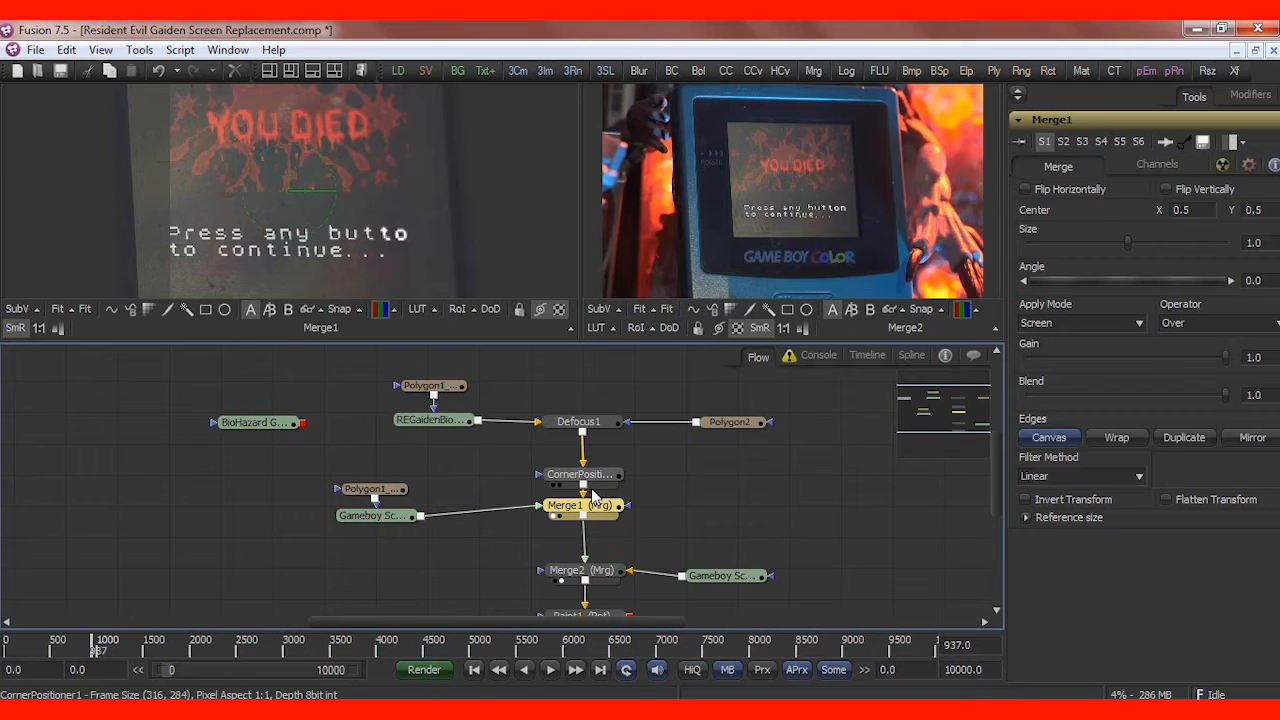 Fusion 7.5 - [Resident Evil Gaiden Screen Replacement.comp *]
File Edit View Tools Script Window Help
LD SV BG Txt+ 3Cm 3Im 3Rn 3SL Blur BC Bol CC CCv HCv Mrg Log FLU Bmp BSp Elp Ply Rng Rct Mat CT pEm pRn Rsz Xf
Tools Modifiers
YOU DIED
Press any button
to continue...
YOU DIED
Press any button
to continue...
GAME BOY COLOR
SubV Fit Fit A B Snap LUT RoI DoD
SmR 1:1 Merge1
SubV Fit Fit A B Snap
LUT RoI DoD SmR 1:1 Merge2
Flow Console Timeline Spline
Polygon1_...
BioHazard G...
REGaidenBio...
Defocus1
Polygon2
CornerPositi...
Polygon1_...
Gameboy Sc...
Merge1 (Mrg)
Merge2 (Mrg)
Gameboy Sc...
Paint1 (Pnt)
Merge1
S1 S2 S3 S4 S5 S6
Merge Channels
Flip Horizontally Flip Vertically
Center X 0.5 Y 0.5
Size
1.0
Angle
0.0
Apply Mode Operator
Screen Over
Gain
1.0
Blend
1.0
Edges
Canvas Wrap Duplicate Mirror
Filter Method
Linear
Invert Transform Flatten Transform
Reference size
0 500 1000 1500 2000 2500 3000 3500 4000 4500 5000 5500 6000 6500 7000 7500 8000 8500 9000 9500
937
937.0
0.0 0.0 << 0 10000 Render HiQ MB Prx APrx Some >> 0.0 10000.0
CornerPositioner1 - Frame Size (316, 284), Pixel Aspect 1:1, Depth 8bit int
4% - 286 MB Idle